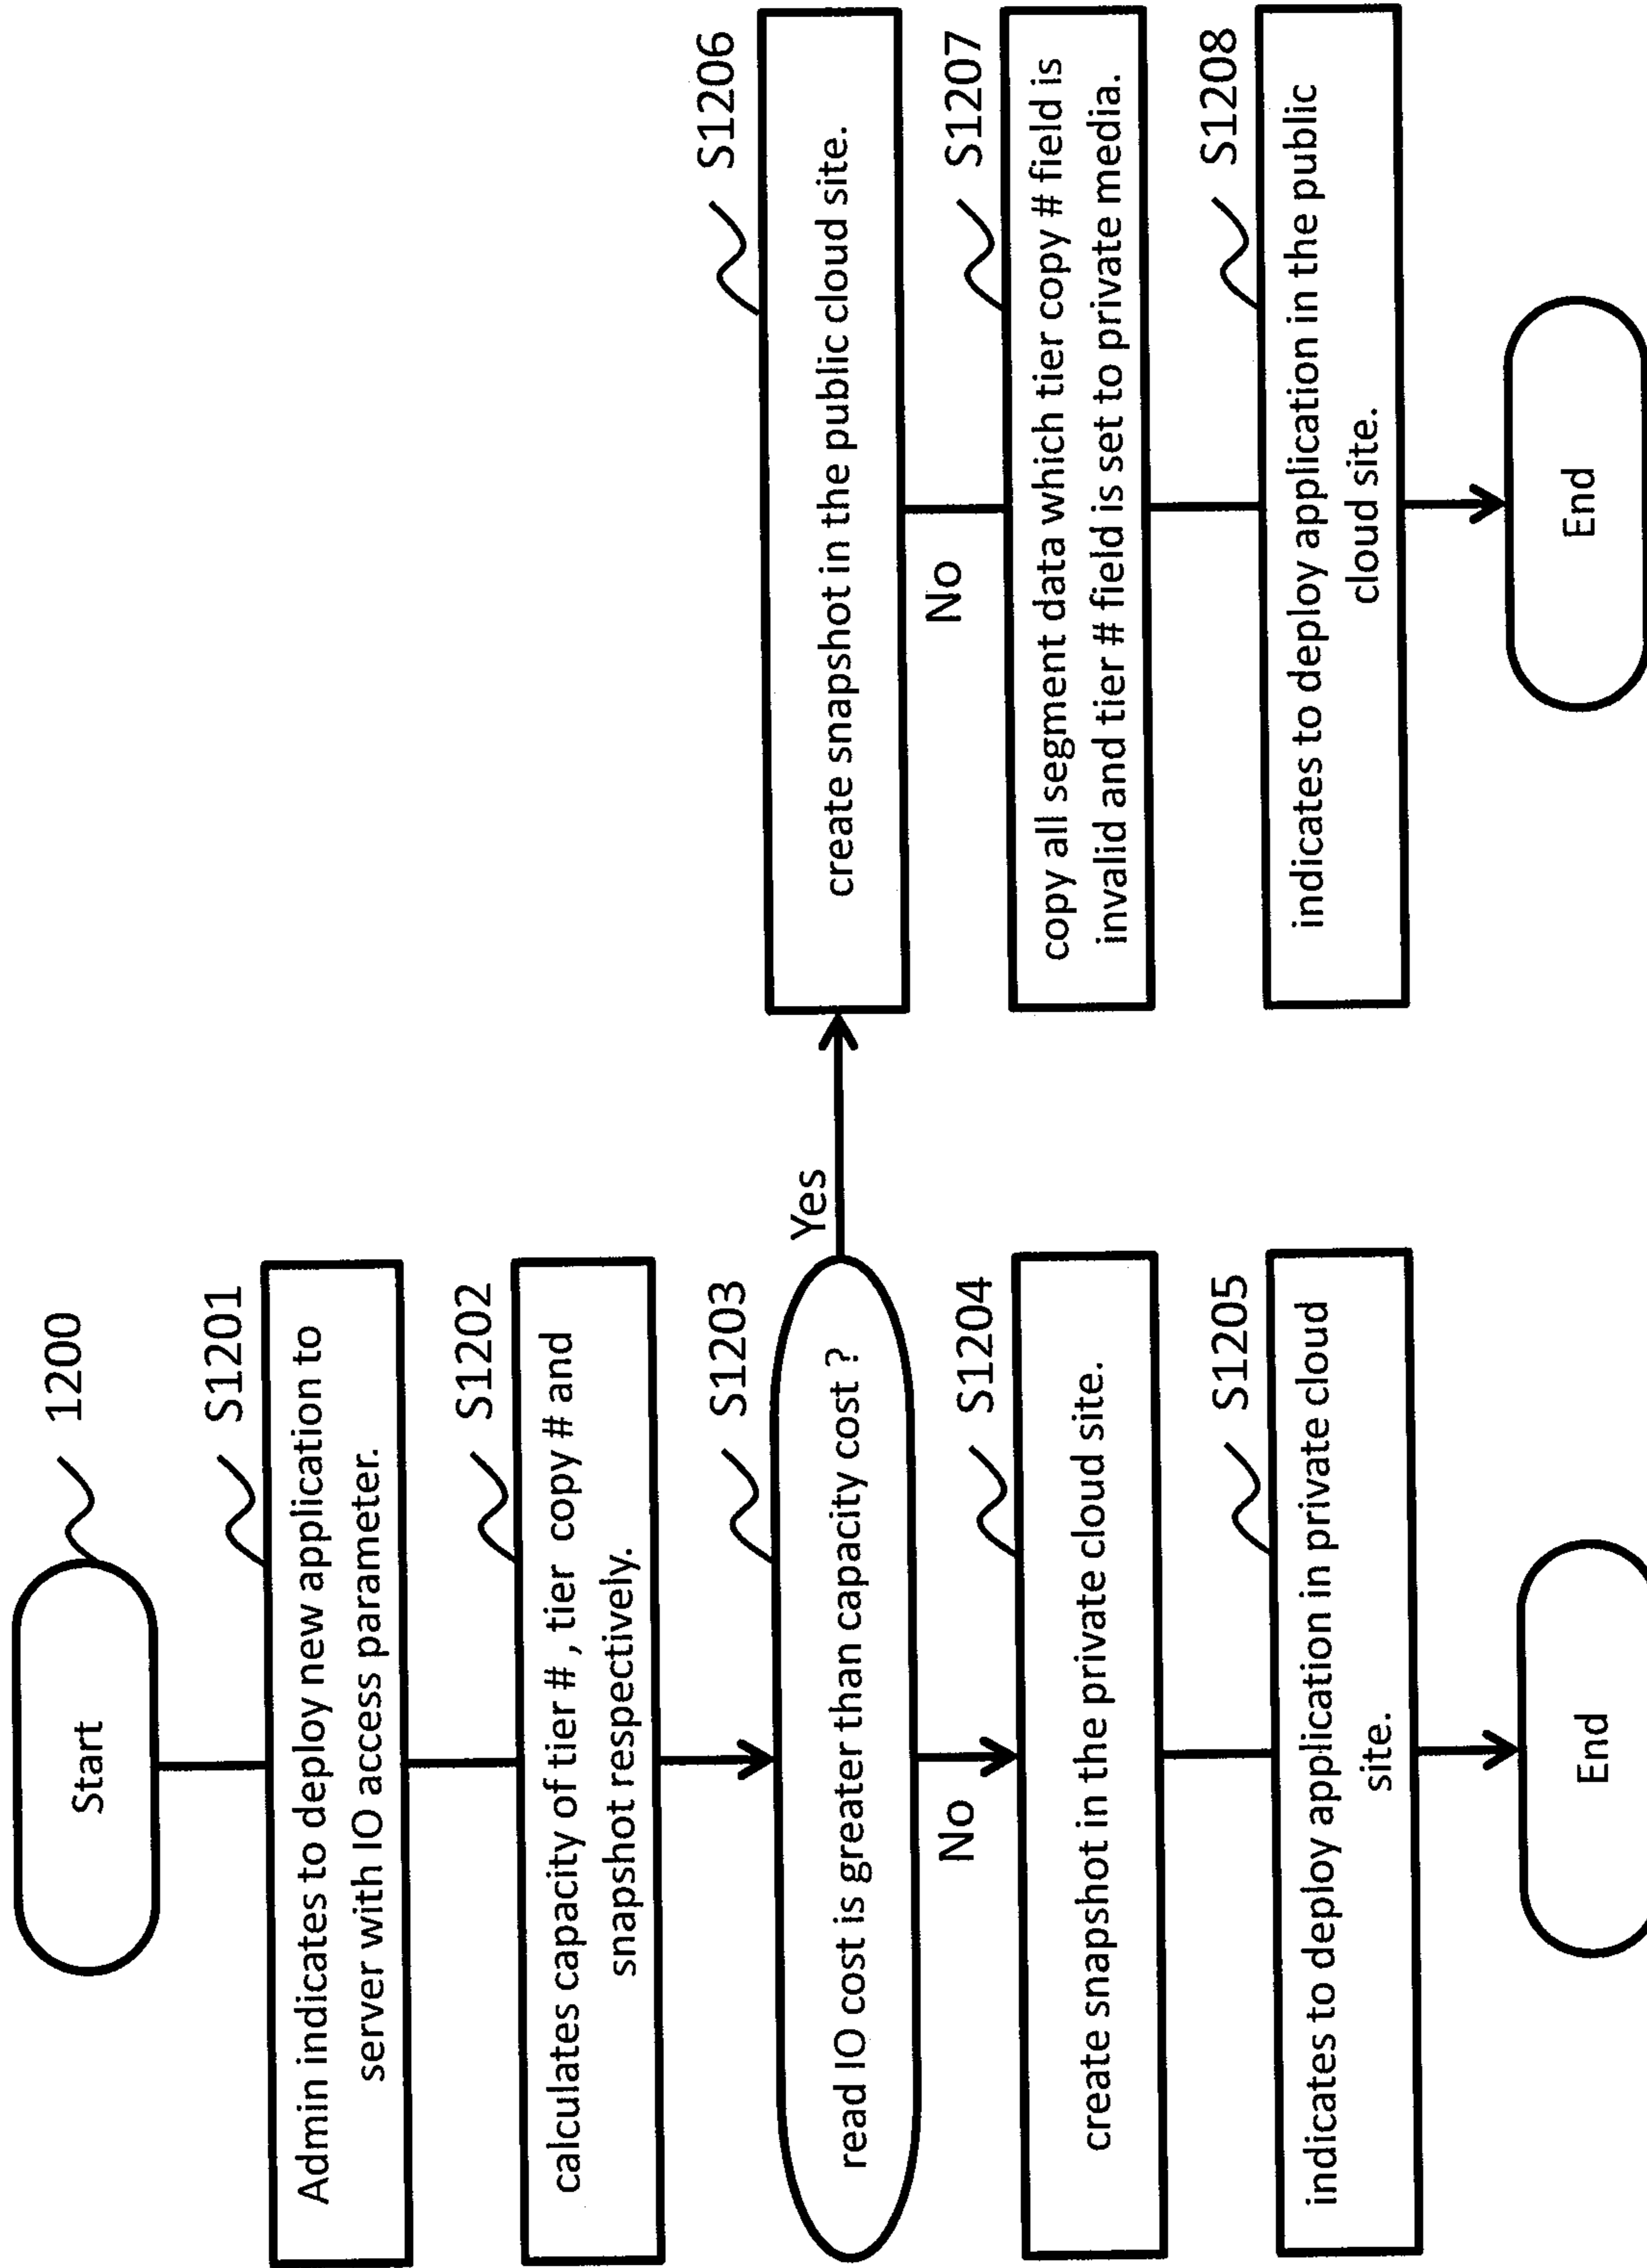 1200
Start
S1201
Admin indicates to deploy new application to
server with IO access parameter.
S1202
calculates capacity of tier # , tier copy # and
snapshot respectively.
S1203
read IO cost is greater than capacity cost ?
Yes
No
S1204
create snapshot in the private cloud site.
S1205
indicates to deploy application in private cloud
site.
End
S1206
create snapshot in the public cloud site.
No
S1207
copy all segment data which tier copy # field is
invalid and tier # field is set to private media.
S1208
indicates to deploy application in the public
cloud site.
End